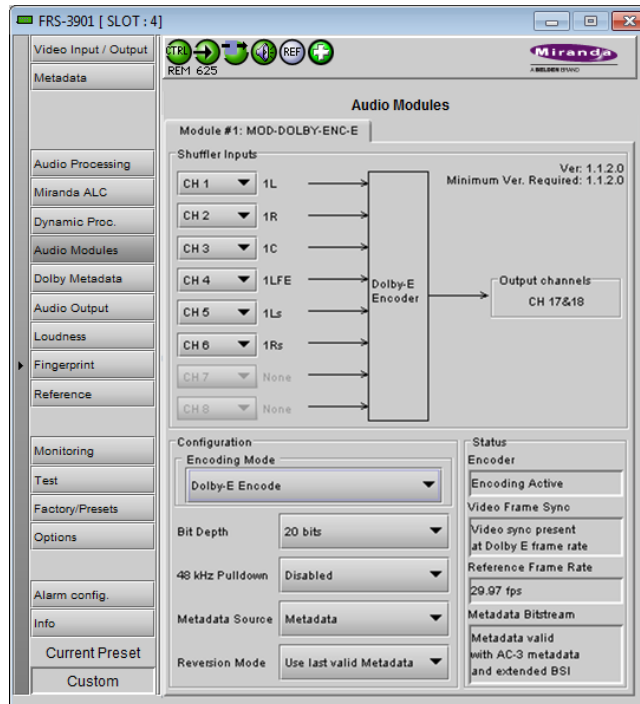 FRS-3901 [ SLOT : 4]
Video Input / Output
Metadata
Audio Processing
Miranda ALC
Dynamic Proc.
Audio Modules
Dolby Metadata
Audio Output
Loudness
Fingerprint
Reference
Monitoring
Test
Factory/Presets
Options
Alarm config.
Info
Current Preset
Custom
CTRL
REF
REM 625
Miranda
A BELDEN BRAND
Audio Modules
Module #1: MOD-DOLBY-ENC-E
Shuffler Inputs
Ver: 1.1.2.0
Minimum Ver. Required: 1.1.2.0
CH 1 1L
CH 2 1R
CH 3 1C
CH 4 1LFE
CH 5 1Ls
CH 6 1Rs
CH 7 None
CH 8 None
Dolby-E
Encoder
Output channels
CH 17&18
Configuration
Encoding Mode
Dolby-E Encode
Bit Depth 20 bits
48 kHz Pulldown Disabled
Metadata Source Metadata
Reversion Mode Use last valid Metadata
Status
Encoder
Encoding Active
Video Frame Sync
Video sync present
at Dolby E frame rate
Reference Frame Rate
29.97 fps
Metadata Bitstream
Metadata valid
with AC-3 metadata
and extended BSI